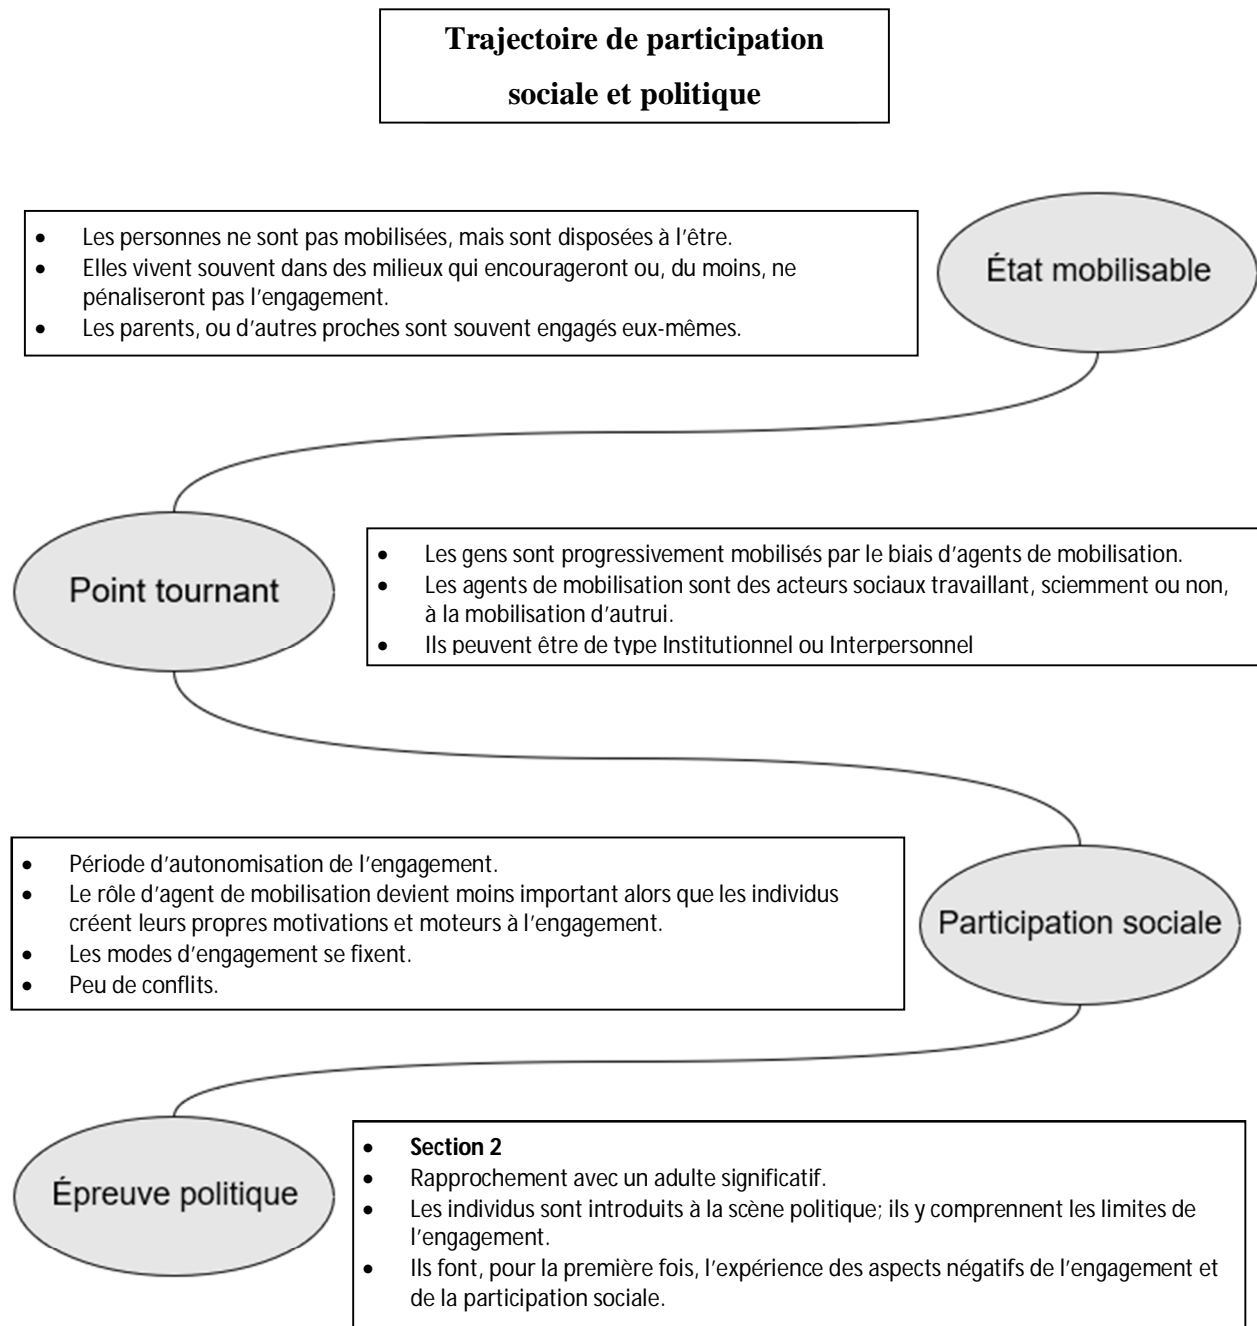 Trajectoire de participation
sociale et politique
• Les personnes ne sont pas mobilisées, mais sont disposées à l'être.
• Elles vivent souvent dans des milieux qui encourageront ou, du moins, ne
pénaliseront pas l'engagement.
• Les parents, ou d'autres proches sont souvent engagés eux-mêmes.
État mobilisable
Point tournant
• Les gens sont progressivement mobilisés par le biais d'agents de mobilisation.
• Les agents de mobilisation sont des acteurs sociaux travaillant, sciemment ou non,
à la mobilisation d'autrui.
• Ils peuvent être de type Institutionnel ou Interpersonnel
• Période d'autonomisation de l'engagement.
• Le rôle d'agent de mobilisation devient moins important alors que les individus
créent leurs propres motivations et moteurs à l'engagement.
• Les modes d'engagement se fixent.
• Peu de conflits.
Participation sociale
Épreuve politique
• Section 2
• Rapprochement avec un adulte significatif.
• Les individus sont introduits à la scène politique; ils y comprennent les limites de
l'engagement.
• Ils font, pour la première fois, l'expérience des aspects négatifs de l'engagement et
de la participation sociale.